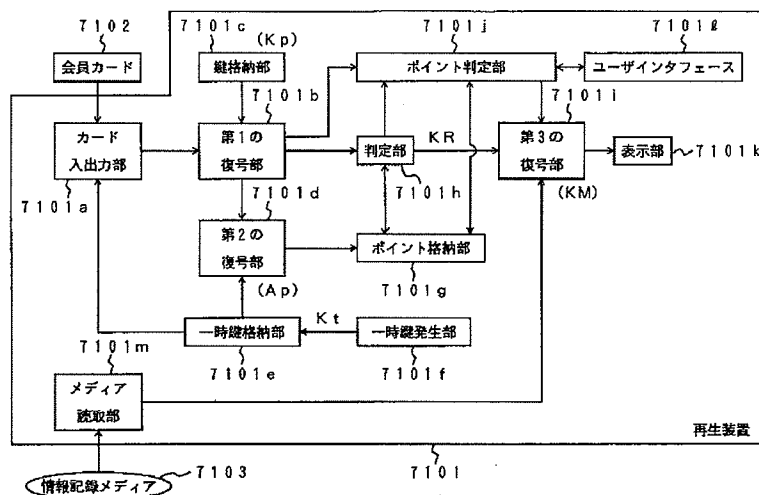 7102
7101c
(Kp)
7101j
7101ℓ
会員カード
鍵格納部
ポイント判定部
ユーザインタフェース
7101b
7101i
カード
入出力部
第1の
復号部
判定部
KR
第3の
復号部
表示部
7101k
7101a
7101d
7101h
(KM)
第2の
復号部
ポイント格納部
(Ap)
7101g
7101m
一時鍵格納部
Kt
一時鍵発生部
7101e
7101f
メディア
読取部
再生装置
7103
7101
情報記録メディア